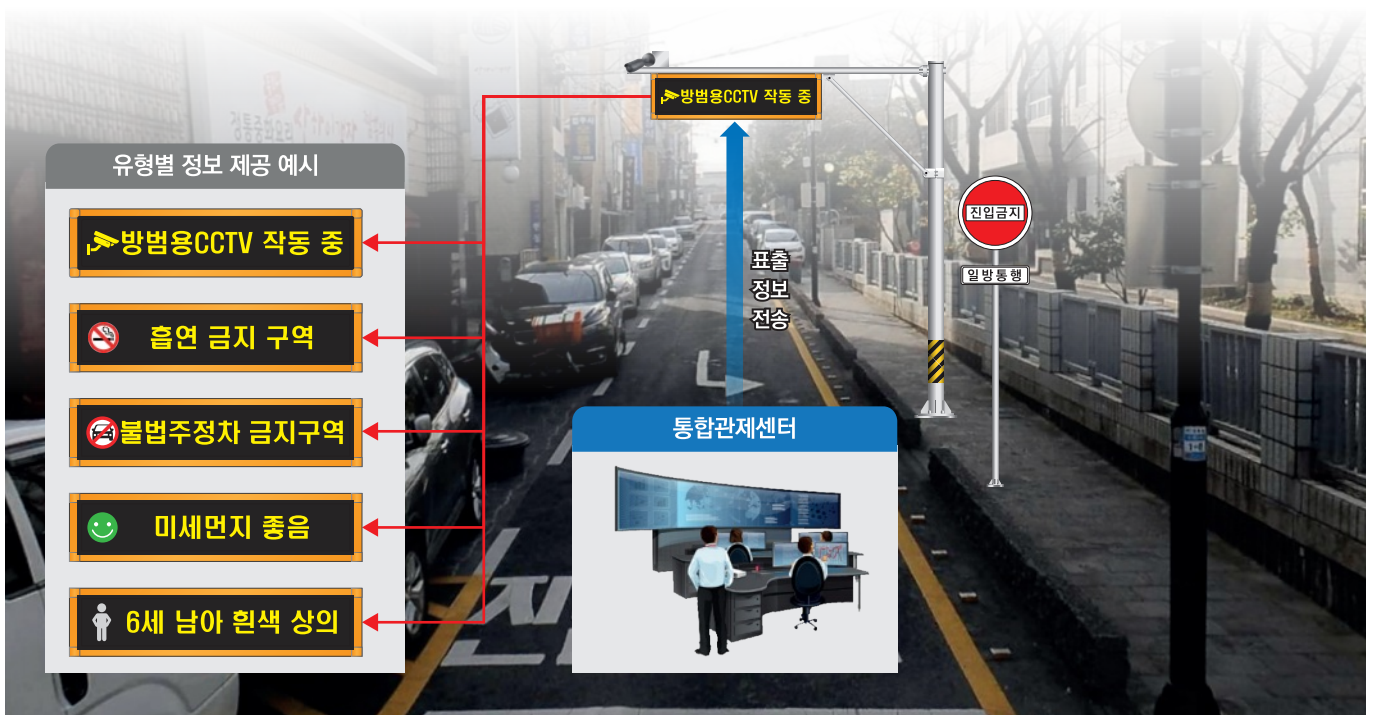 방범용CCTV 작동 중
유형별 정보 제공 예시
방범용CCTV 작동 중
흡연 금지 구역
불법주정차 금지구역
미세먼지 좋음
6세 남아 흰색 상의
표출
정보
전송
진입금지
일방통행
통합관제센터